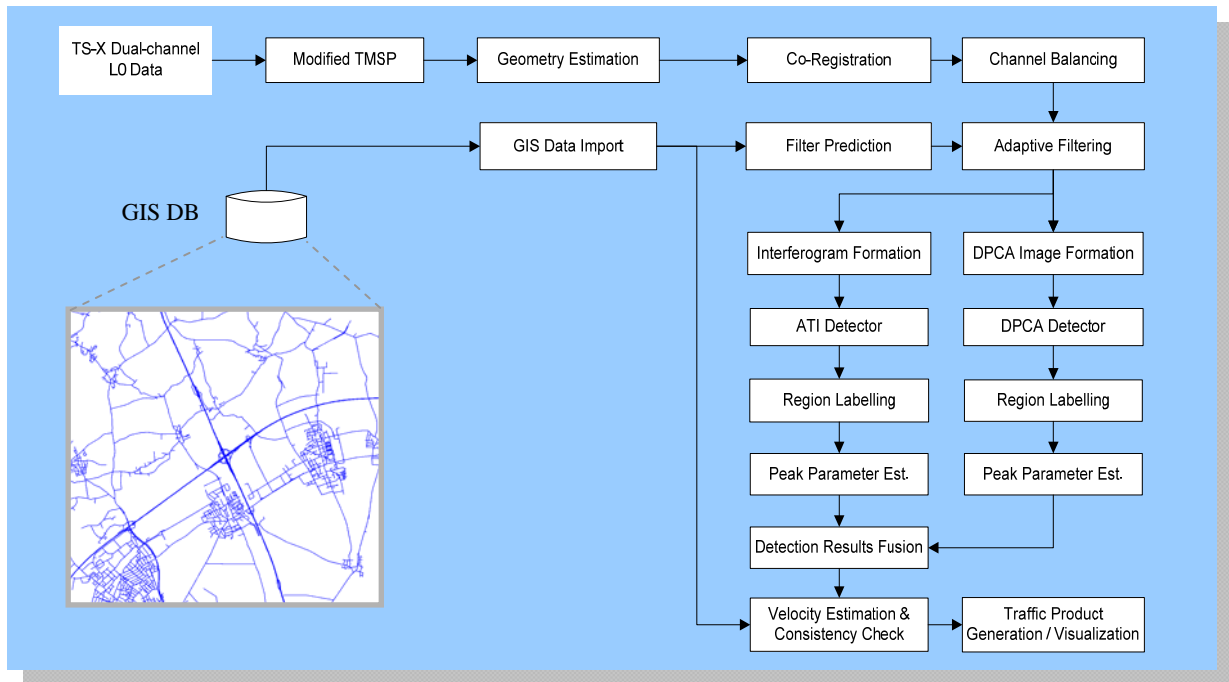 TS-X Dual-channel
L0 Data
Modified TMSP
Geometry Estimation
Co-Registration
Channel Balancing
GIS Data Import
Filter Prediction
Adaptive Filtering
GIS DB
Interferogram Formation
DPCA Image Formation
ATI Detector
DPCA Detector
Region Labelling
Region Labelling
Peak Parameter Est.
Peak Parameter Est.
Detection Results Fusion
Velocity Estimation &
Consistency Check
Traffic Product
Generation / Visualization